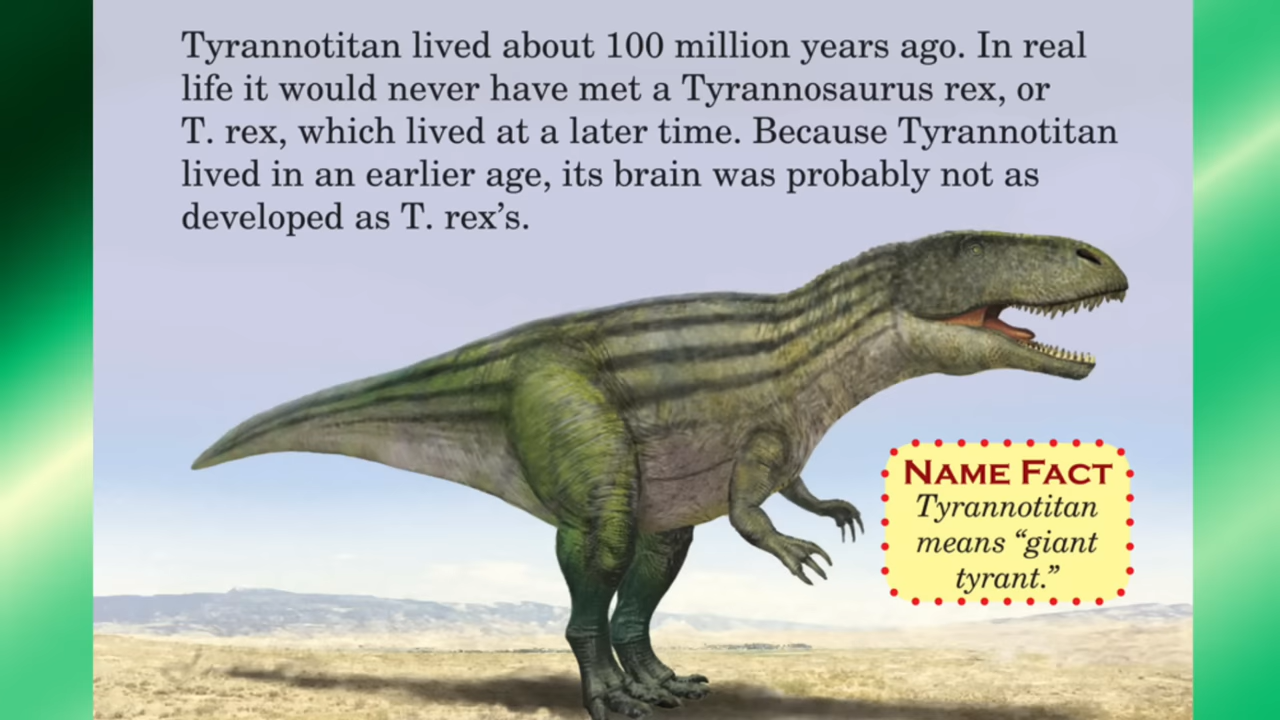 Tyrannotitan lived about 100 million years ago. In real
life it would never have met a Tyrannosaurus rex, or
T. rex, which lived at a later time. Because Tyrannotitan
lived in an earlier age, its brain was probably not as
developed as T. rex’s.
NAME FACT
Tyrannotitan
means “giant
tyrant.”